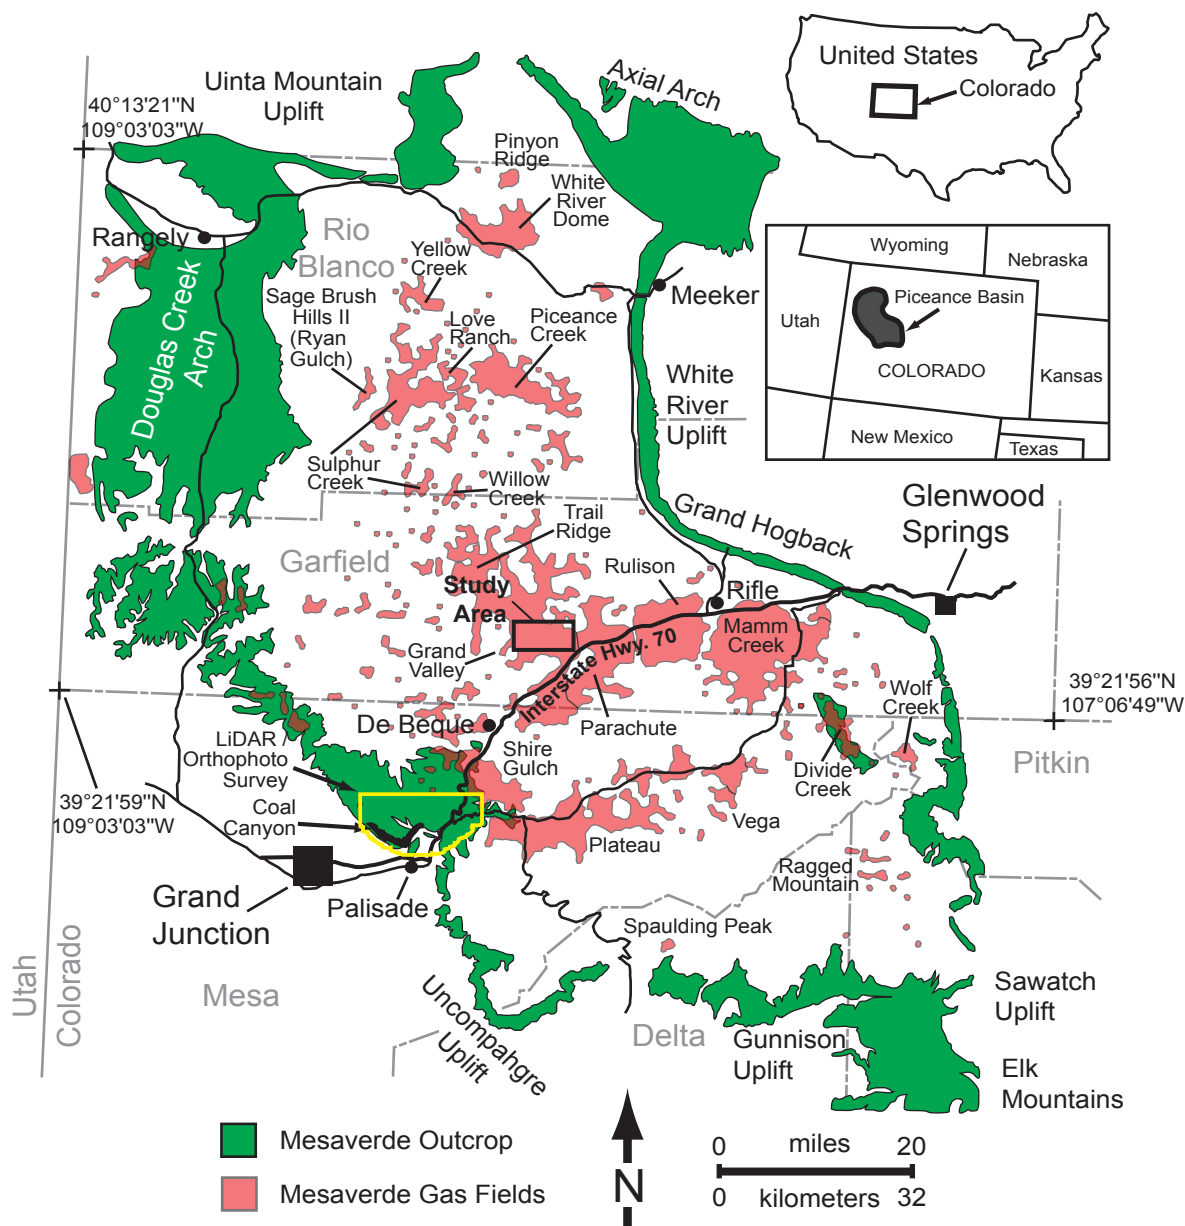 Uinta Mountain
Uplift
40°13'21"N
109°03'03"W
Axial Arch
United States
Colorado
Pinyon
Ridge
White
River
Dome
Rangely
Rio
Blanco
Yellow
Creek
Sage Brush
Hills II
(Ryan
Gulch)
Love
Ranch
Piceance
Creek
Meeker
Douglas Creek
Arch
White
River
Uplift
Wyoming
Nebraska
Piceance Basin
Utah
COLORADO
Kansas
New Mexico
Texas
Sulphur
Creek
Willow
Creek
Trail
Ridge
Grand Hogback
Glenwood
Springs
Garfield
Study
Area
Rulison
Rifle
Mamm
Creek
Grand
Valley
Interstate Hwy. 70
Parachute
De Beque
Wolf
Creek
39°21'56"N
107°06'49"W
LiDAR /
Orthophoto
Survey
Shire
Gulch
Divide
Creek
Pitkin
39°21'59"N
109°03'03"W
Coal
Canyon
Vega
Plateau
Ragged
Mountain
Grand
Junction
Palisade
Spaulding Peak
Utah
Colorado
Mesa
Uncompahgre
Uplift
Delta
Gunnison
Uplift
Sawatch
Uplift
Elk
Mountains
Mesaverde Outcrop
Mesaverde Gas Fields
N
0 miles 20
0 kilometers 32